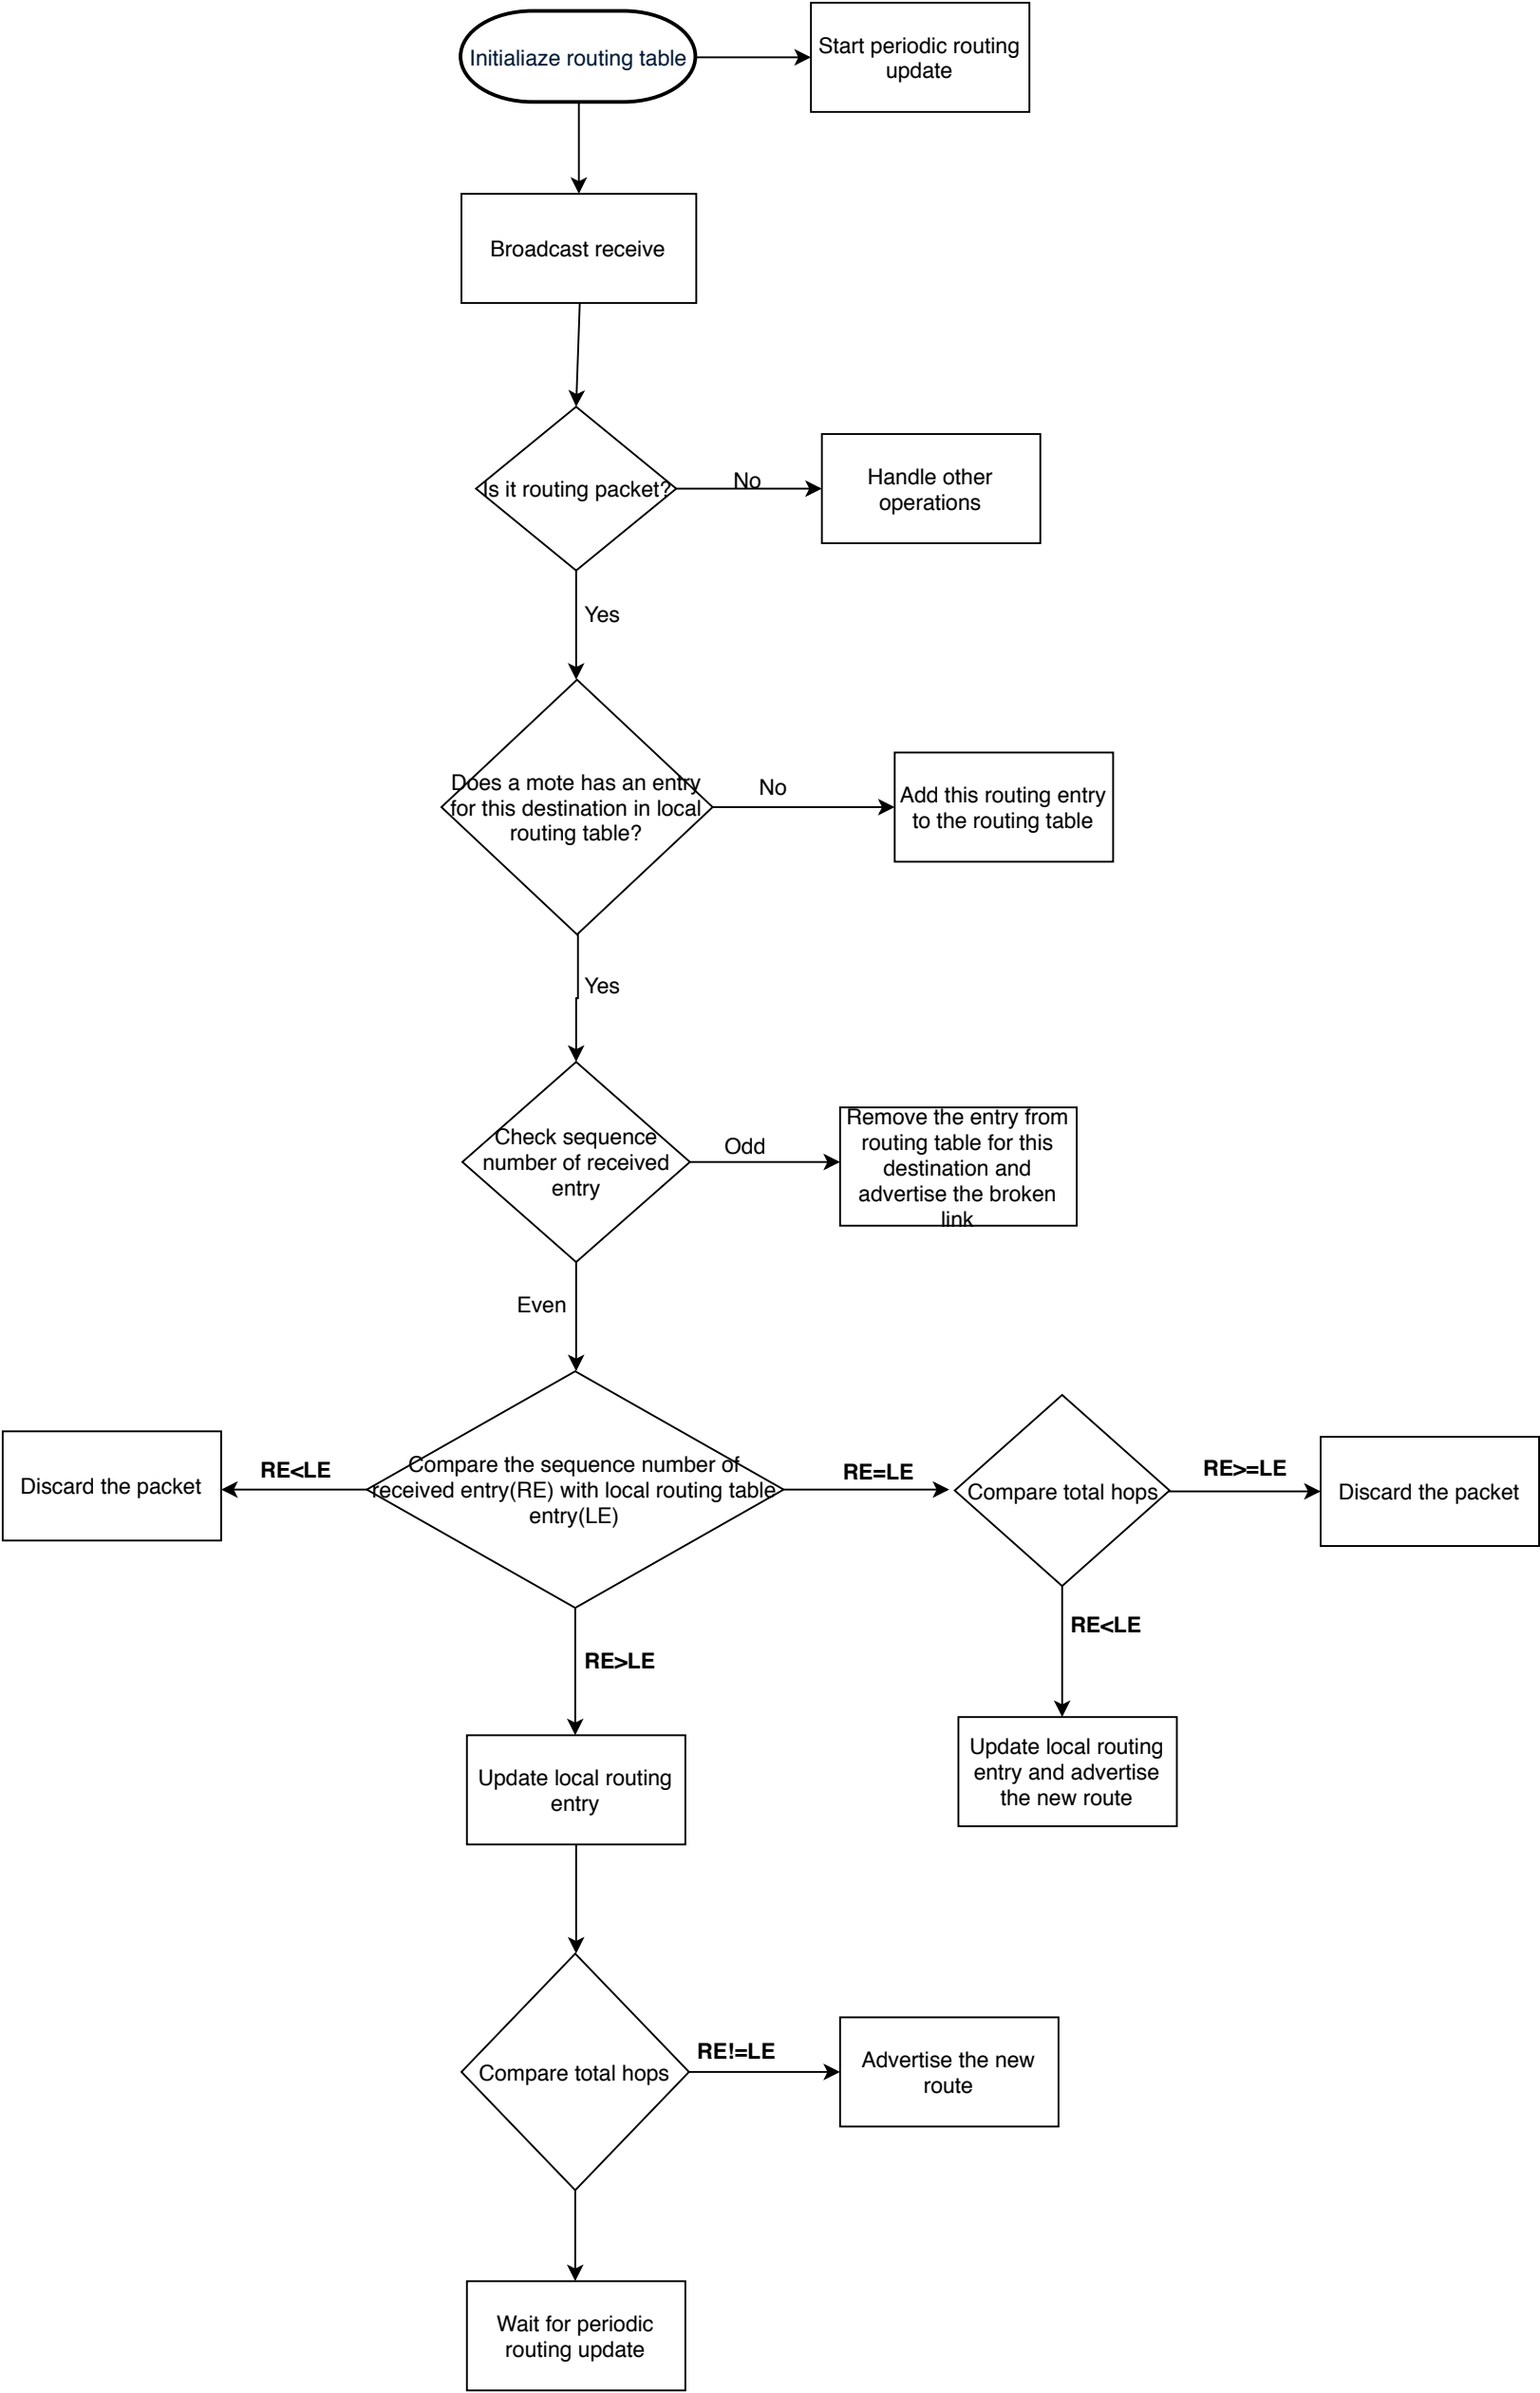 Initialiaze routing table
Start periodic routing
update
Broadcast receive
Is it routing packet?
No
Handle other
operations
Yes
Does a mote has an entry
for this destination in local
routing table?
No
Add this routing entry
to the routing table
Yes
Check sequence
number of received
entry
Odd
Remove the entry from
routing table for this
destination and
advertise the broken
link
Even
Discard the packet
RE<LE
Compare the sequence number of
received entry(RE) with local routing table
entry(LE)
RE=LE
Compare total hops
RE>=LE
Discard the packet
RE<LE
Update local routing
entry and advertise
the new route
RE>LE
Update local routing
entry
Compare total hops
RE!=LE
Advertise the new
route
Wait for periodic
routing update